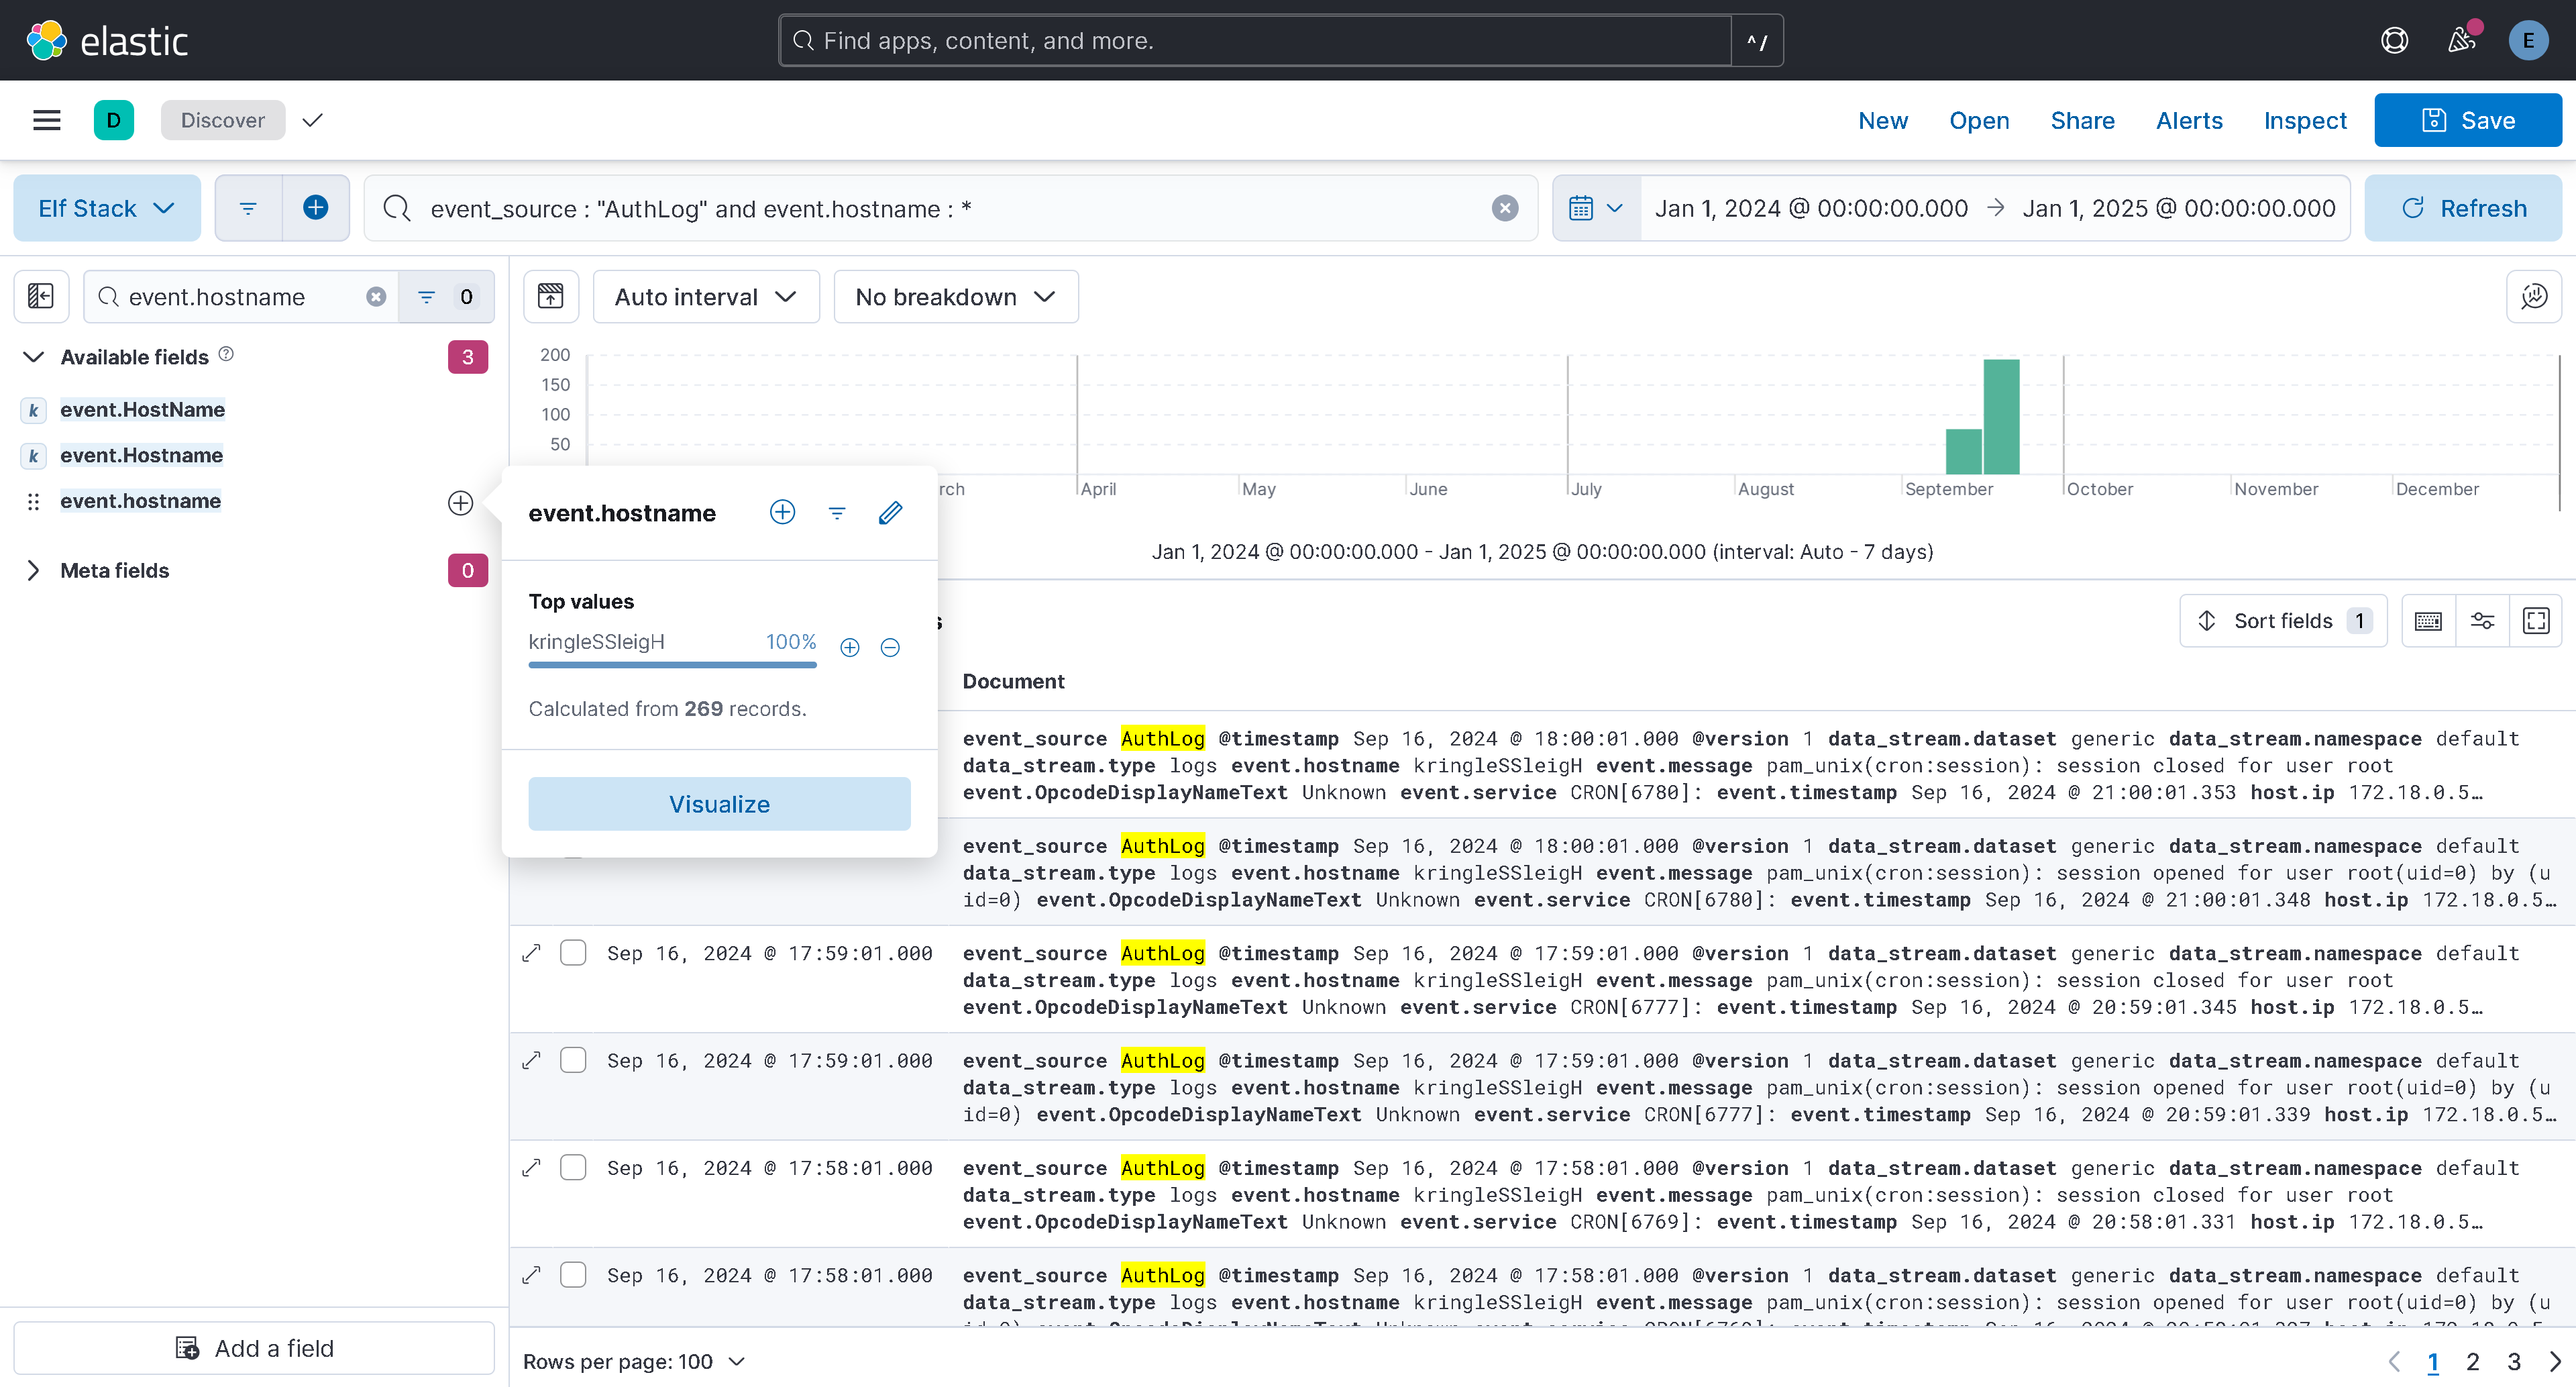 elastic
Find apps, content, and more.
^ /
E
D
Discover
New
Open
Share
Alerts
Inspect
Save
Elf Stack
event_source : "AuthLog" and event.hostname : *
Jan 1, 2024 @ 00:00:00.000 → Jan 1, 2025 @ 00:00:00.000
Refresh
event.hostname
0
Auto interval
No breakdown
Available fields
3
event.HostName
event.Hostname
event.hostname
Meta fields
0
200
150
100
50
rch
April
May
June
July
August
September
October
November
December
Jan 1, 2024 @ 00:00:00.000 - Jan 1, 2025 @ 00:00:00.000 (interval: Auto - 7 days)
event.hostname
Top values
kringleSSleigH 100%
Calculated from 269 records.
Visualize
s
Sort fields 1
Document
event_source AuthLog @timestamp Sep 16, 2024 @ 18:00:01.000 @version 1 data_stream.dataset generic data_stream.namespace default
data_stream.type logs event.hostname kringleSSleigH event.message pam_unix(cron:session): session closed for user root
event.OpcodeDisplayNameText Unknown event.service CRON[6780]: event.timestamp Sep 16, 2024 @ 21:00:01.353 host.ip 172.18.0.5…
event_source AuthLog @timestamp Sep 16, 2024 @ 18:00:01.000 @version 1 data_stream.dataset generic data_stream.namespace default
data_stream.type logs event.hostname kringleSSleigH event.message pam_unix(cron:session): session opened for user root(uid=0) by (u
id=0) event.OpcodeDisplayNameText Unknown event.service CRON[6780]: event.timestamp Sep 16, 2024 @ 21:00:01.348 host.ip 172.18.0.5…
Sep 16, 2024 @ 17:59:01.000
event_source AuthLog @timestamp Sep 16, 2024 @ 17:59:01.000 @version 1 data_stream.dataset generic data_stream.namespace default
data_stream.type logs event.hostname kringleSSleigH event.message pam_unix(cron:session): session closed for user root
event.OpcodeDisplayNameText Unknown event.service CRON[6777]: event.timestamp Sep 16, 2024 @ 20:59:01.345 host.ip 172.18.0.5…
Sep 16, 2024 @ 17:59:01.000
event_source AuthLog @timestamp Sep 16, 2024 @ 17:59:01.000 @version 1 data_stream.dataset generic data_stream.namespace default
data_stream.type logs event.hostname kringleSSleigH event.message pam_unix(cron:session): session opened for user root(uid=0) by (u
id=0) event.OpcodeDisplayNameText Unknown event.service CRON[6777]: event.timestamp Sep 16, 2024 @ 20:59:01.339 host.ip 172.18.0.5…
Sep 16, 2024 @ 17:58:01.000
event_source AuthLog @timestamp Sep 16, 2024 @ 17:58:01.000 @version 1 data_stream.dataset generic data_stream.namespace default
data_stream.type logs event.hostname kringleSSleigH event.message pam_unix(cron:session): session closed for user root
event.OpcodeDisplayNameText Unknown event.service CRON[6769]: event.timestamp Sep 16, 2024 @ 20:58:01.331 host.ip 172.18.0.5…
Sep 16, 2024 @ 17:58:01.000
event_source AuthLog @timestamp Sep 16, 2024 @ 17:58:01.000 @version 1 data_stream.dataset generic data_stream.namespace default
data_stream.type logs event.hostname kringleSSleigH event.message pam_unix(cron:session): session opened for user root(uid=0) by (u
Add a field
Rows per page: 100
1 2 3